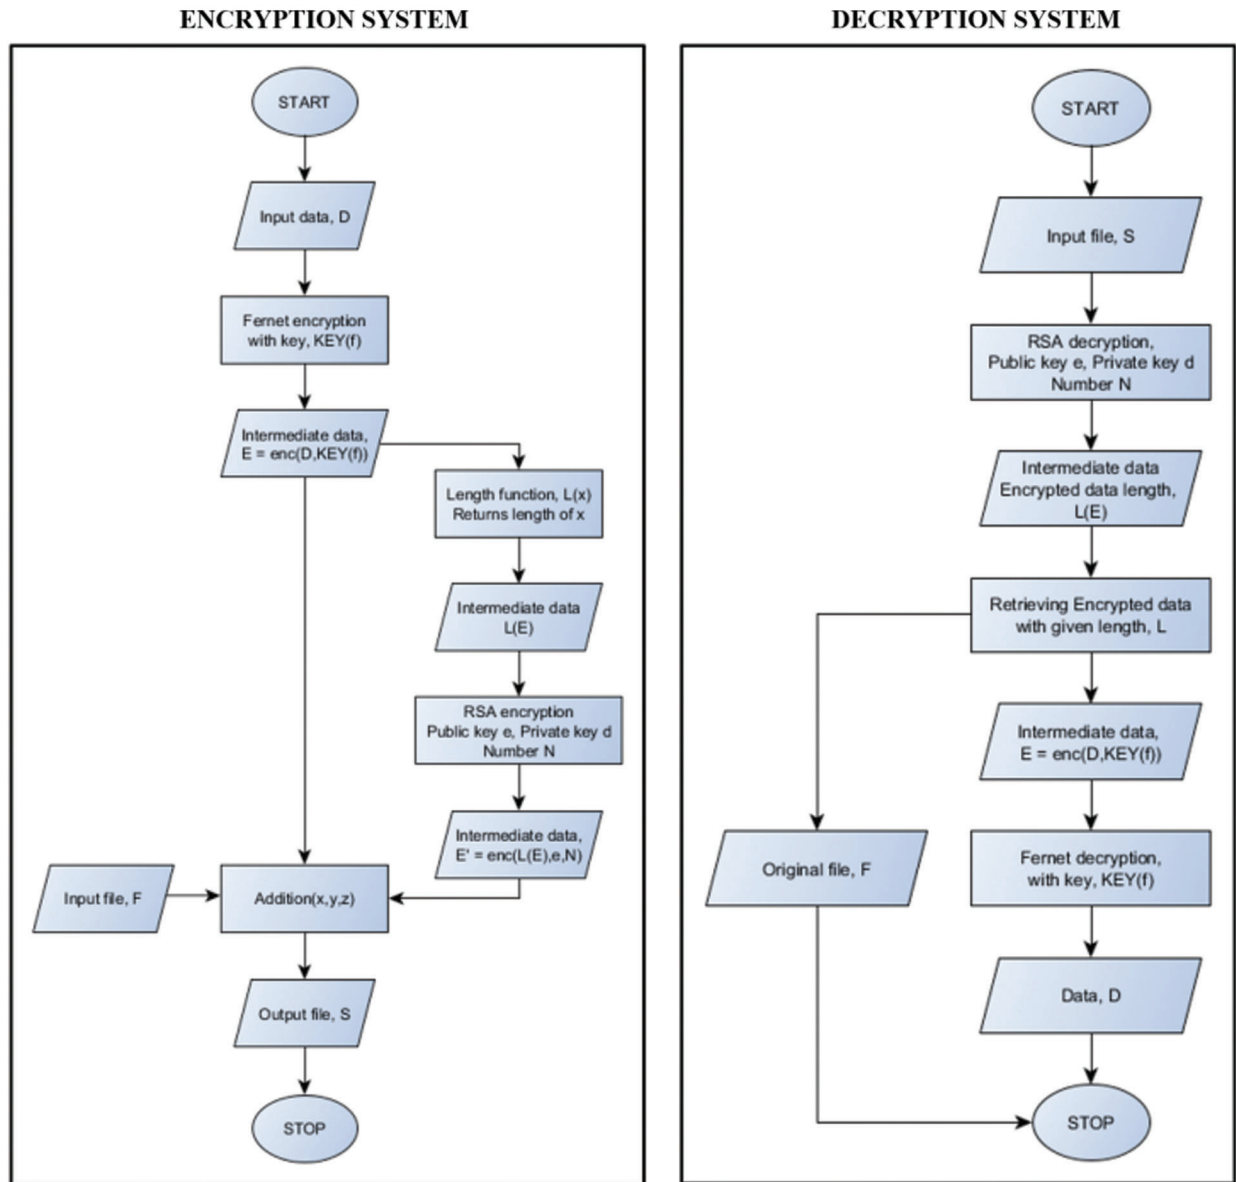 ENCRYPTION SYSTEM
START
Input data, D
Fernet encryption
with key, KEY(f)
Intermediate data,
E = enc(D,KEY(f))
Length function, L(x)
Returns length of x
Intermediate data
L(E)
RSA encryption
Public key e, Private key d
Number N
Intermediate data,
E' = enc(L(E),e,N)
Input file, F
Addition(x,y,z)
Output file, S
STOP
DECRYPTION SYSTEM
START
Input file, S
RSA decryption,
Public key e, Private key d
Number N
Intermediate data
Encrypted data length,
L(E)
Retrieving Encrypted data
with given length, L
Intermediate data,
E = enc(D,KEY(f))
Original file, F
Fernet decryption,
with key, KEY(f)
Data, D
STOP